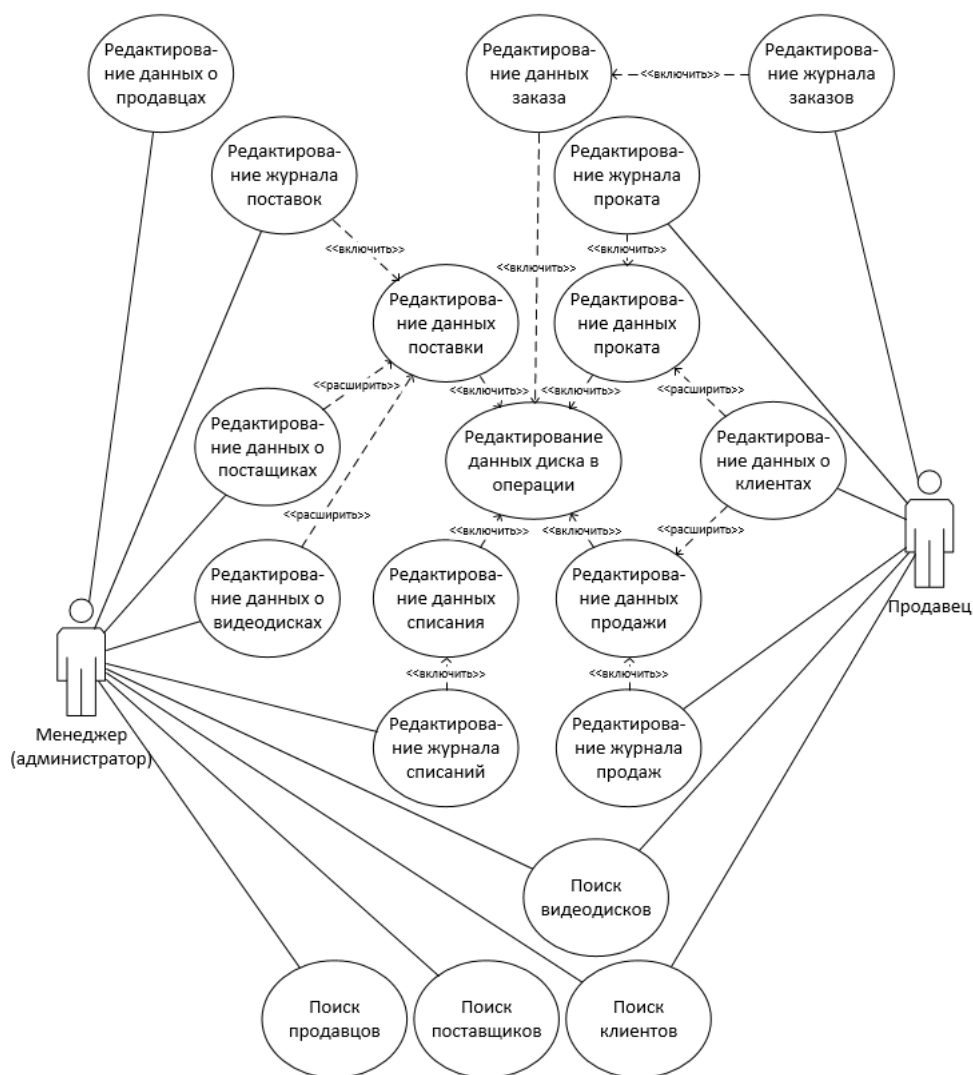 Редактирова-
ние данных о
продавцах
Редактирова-
ние данных
заказа
<<включить>>
Редактирова-
ние журнала
заказов
Редактирова-
ние журнала
поставок
Редактирова-
ние журнала
проката
<<включить>>
<<включить>>
<<включить>>
Редактирова-
ние данных
поставки
Редактирова-
ние данных
проката
<<расширить>>
<<включить>>
<<включить>>
<<расширить>>
Редактирова-
ние данных о
постащиках
Редактирование
данных диска в
операции
Редактирова-
ние данных о
клиентах
<<расширить>>
<<включить>>
<<включить>>
<<расширить>>
Редактирова-
ние данных о
видеодисках
Редактирова-
ние данных
списания
Редактирова-
ние данных
продажи
Продавец
<<включить>>
<<включить>>
Менеджер
(администратор)
Редактирова-
ние журнала
списаний
Редактирова-
ние журнала
продаж
Поиск
видеодисков
Поиск
продавцов
Поиск
поставщиков
Поиск
клиентов